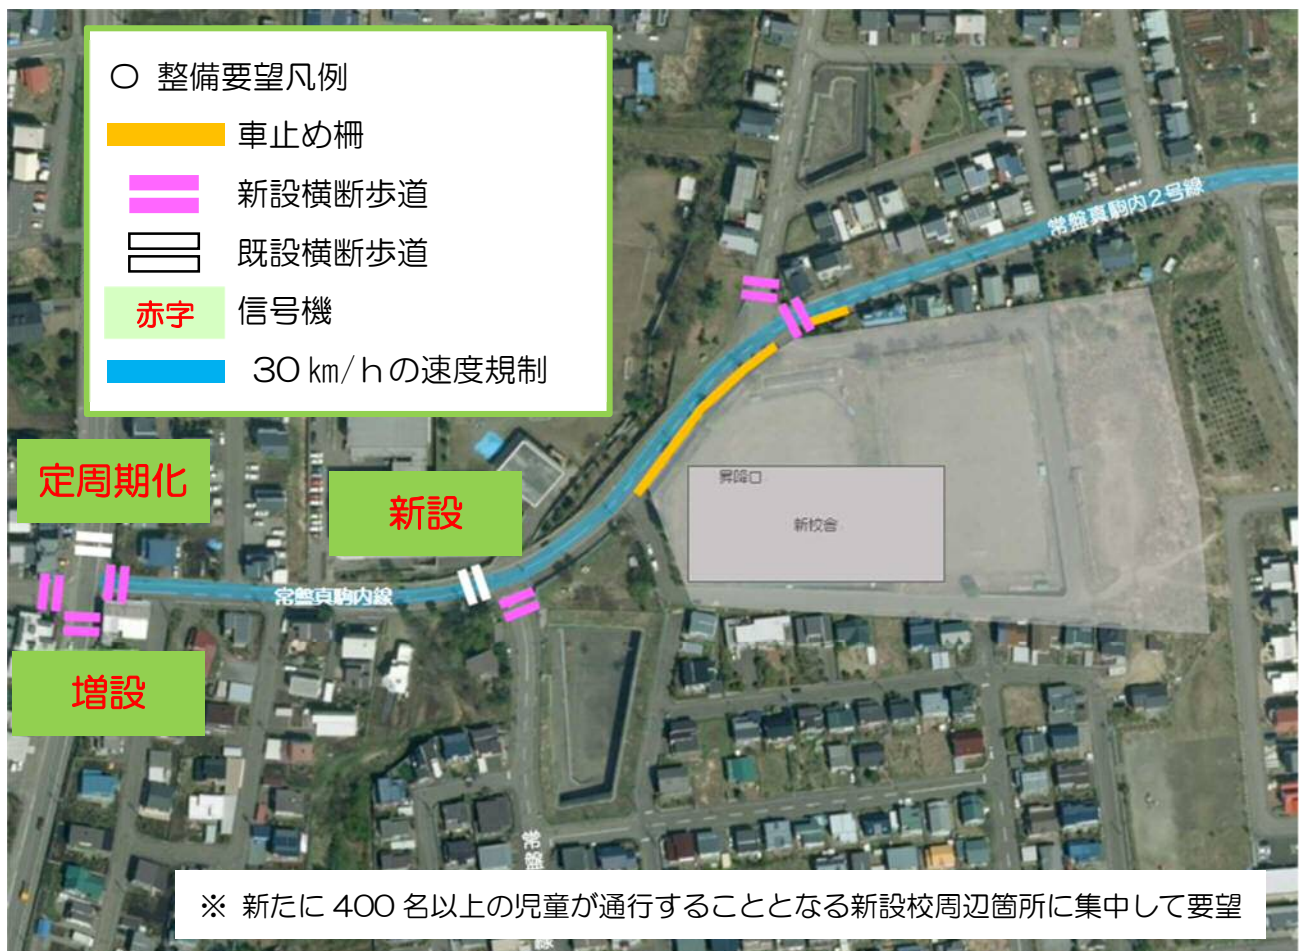 〇 整備要望凡例
車止め柵
新設横断歩道
既設横断歩道
赤字 信号機
30㎞/hの速度規制
常盤真駒内2号線
定周期化
新設
昇降口
新校舎
常盤真駒内線
増設
常盤
線
※ 新たに400名以上の児童が通行することとなる新設校周辺箇所に集中して要望